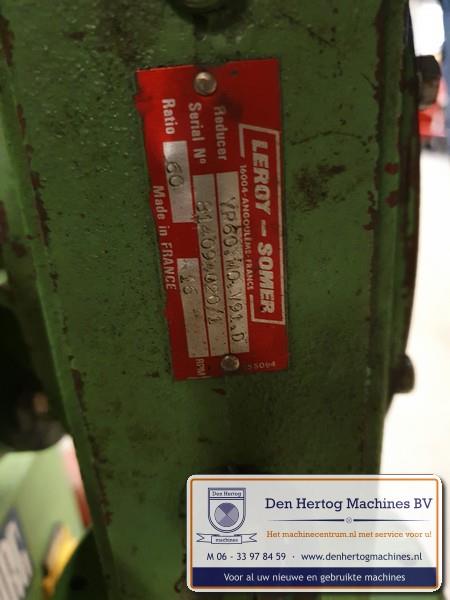 LEROY - SOMER
16004-ANGOULEME-FRANCE
Reducer
Serial Nº
Ratio 60
RPM
Made in FRANCE
Den Hertog
machines
Den Hertog Machines BV
Het machinecentrum.nl met service voor u!
M 06 - 33 97 84 59 · www.denhertogmachines.nl
Voor al uw nieuwe en gebruikte machines